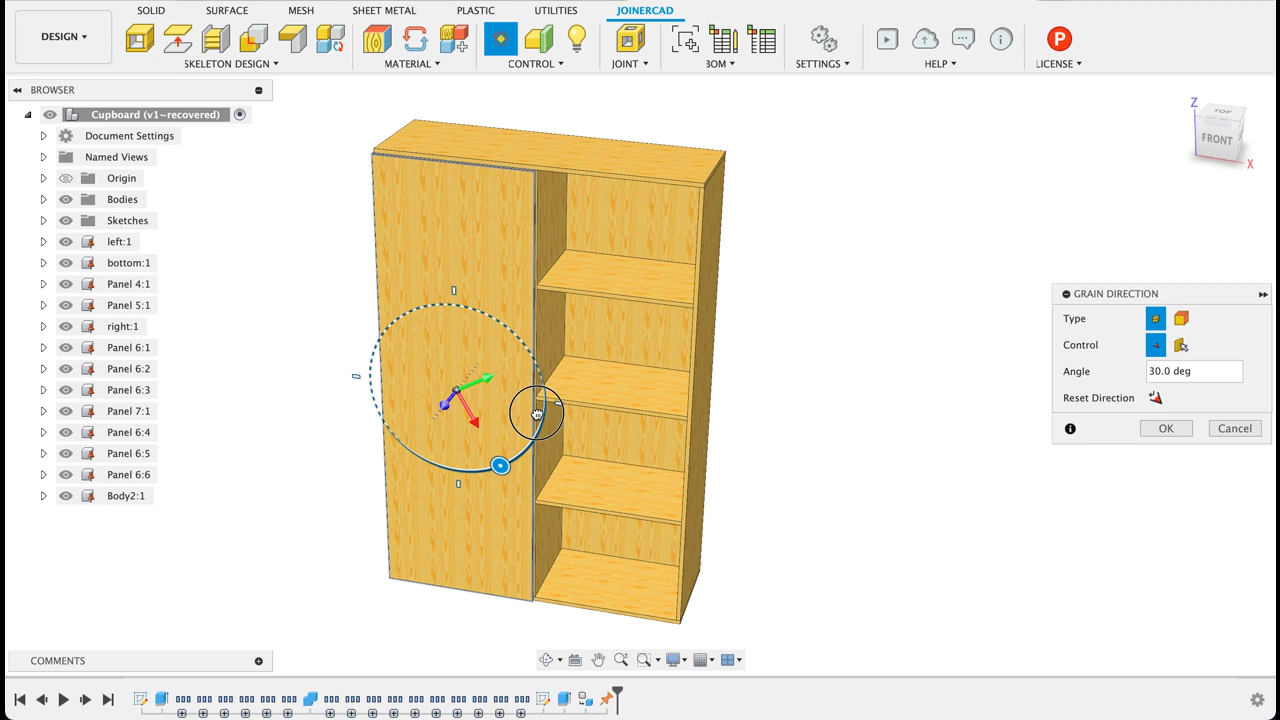 SOLID SURFACE MESH SHEET METAL PLASTIC UTILITIES JOINERCAD
DESIGN
SKELETON DESIGN MATERIAL CONTROL JOINT BOM SETTINGS HELP LICENSE
P
BROWSER
Cupboard (v1~recovered)
Document Settings
Named Views
Origin
Bodies
Sketches
left:1
bottom:1
Panel 4:1
Panel 5:1
right:1
Panel 6:1
Panel 6:2
Panel 6:3
Panel 7:1
Panel 6:4
Panel 6:5
Panel 6:6
Body2:1
Z
TOP
FRONT
X
GRAIN DIRECTION
Type
Control
Angle 30.0 deg
Reset Direction
OK Cancel
COMMENTS